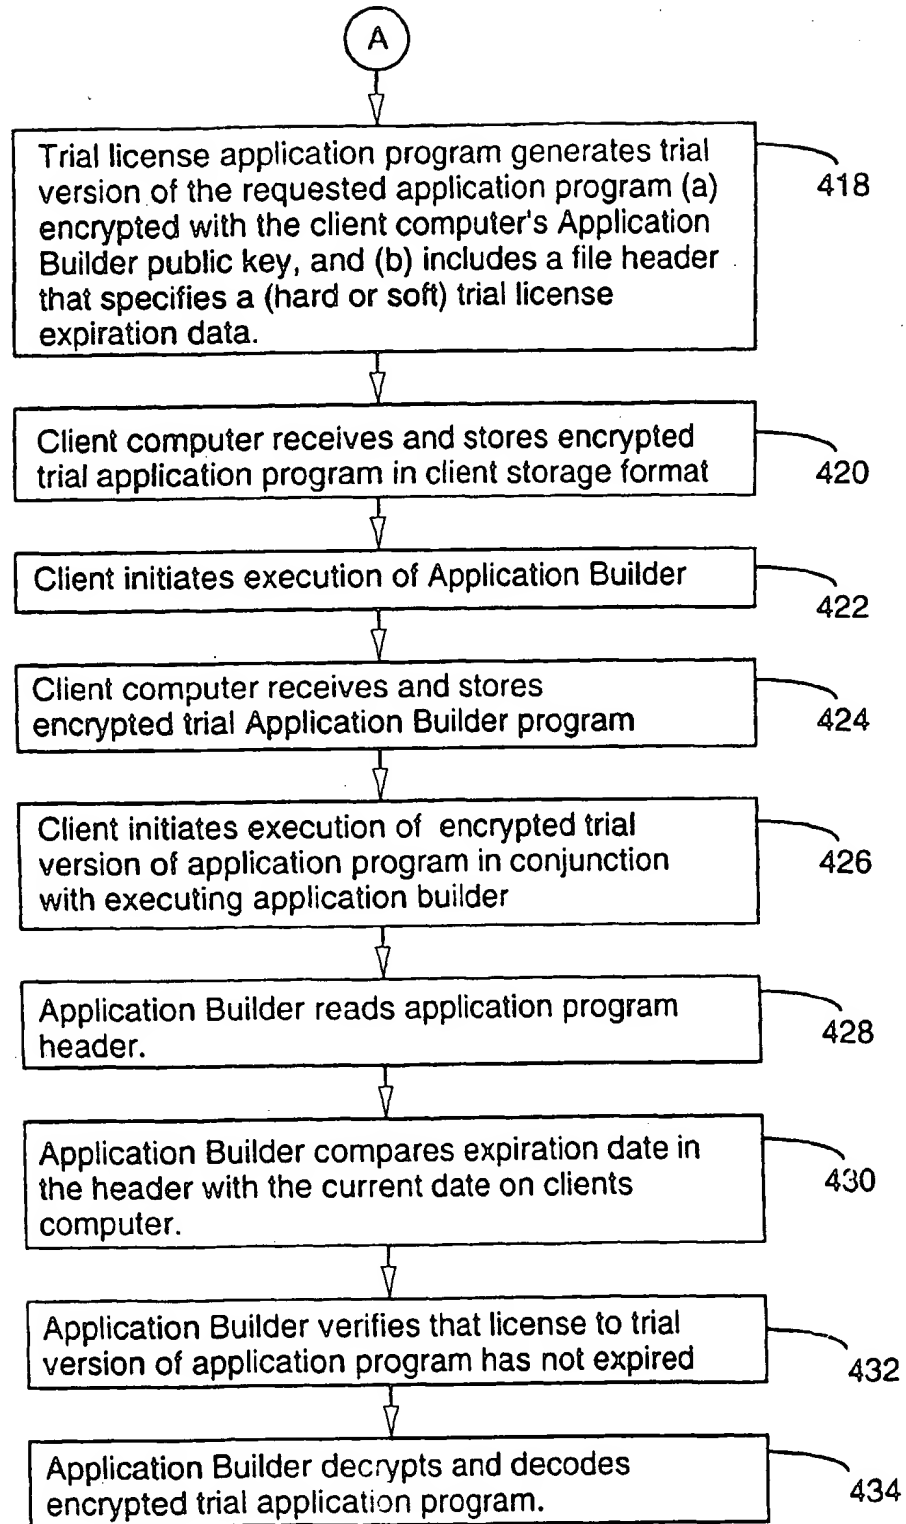 A
Trial license application program generates trial
version of the requested application program (a)
encrypted with the client computer's Application
Builder public key, and (b) includes a file header
that specifies a (hard or soft) trial license
expiration data.
418
Client computer receives and stores encrypted
trial application program in client storage format
420
Client initiates execution of Application Builder
422
Client computer receives and stores
encrypted trial Application Builder program
424
Client initiates execution of encrypted trial
version of application program in conjunction
with executing application builder
426
Application Builder reads application program
header.
428
Application Builder compares expiration date in
the header with the current date on clients
computer.
430
Application Builder verifies that license to trial
version of application program has not expired
432
Application Builder decrypts and decodes
encrypted trial application program.
434